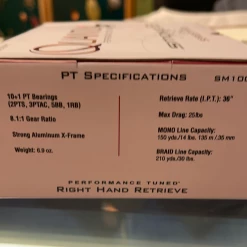 PT Specifications
SM100
10+1 PT Bearings
(2PTS, 3PTAC, 5BB, 1RB)
8.1:1 Gear Ratio
Strong Aluminum X-Frame
Weight: 6.9 oz.
Retrieve Rate (I.P.T.): 36"
Max Drag: 25lbs
MONO Line Capacity:
150 yds./14 lbs. 135 m/.35 mm
BRAID Line Capacity:
210 yds./30 lbs.
PERFORMANCE TUNED
Right Hand Retrieve